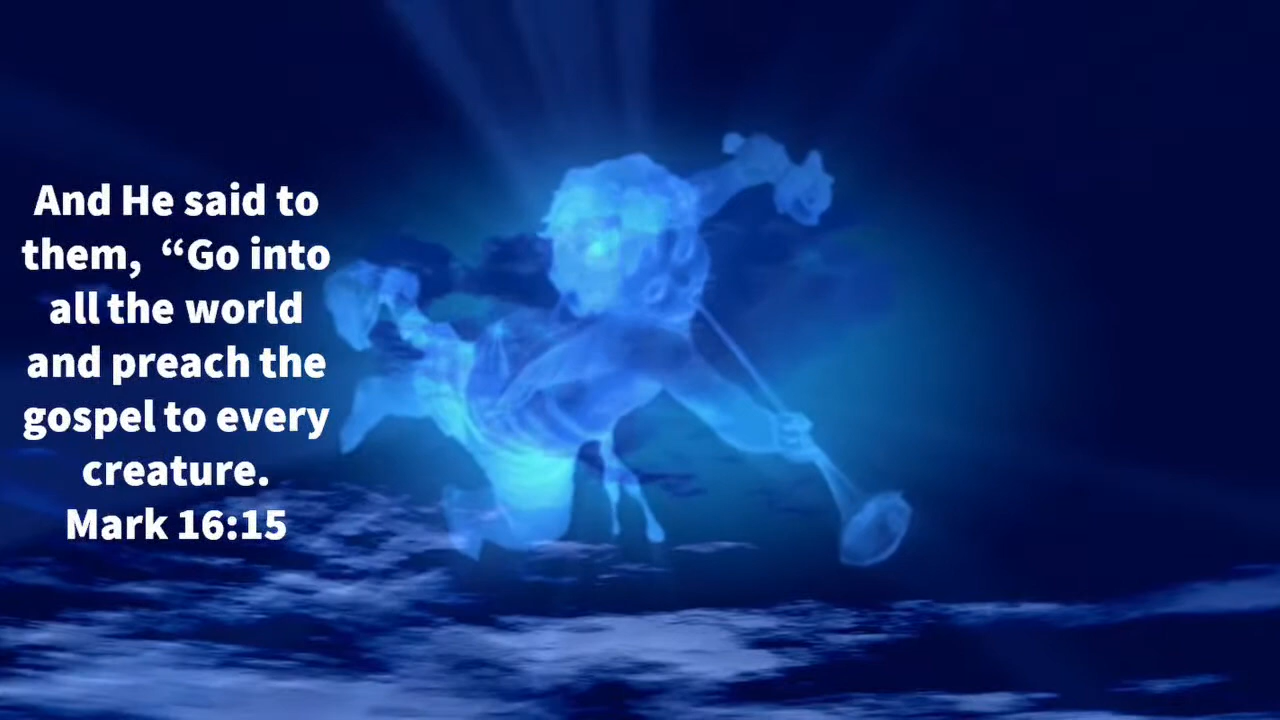 And He said to
them,  “Go into
all the world
and preach the
gospel to every
creature.
Mark 16:15